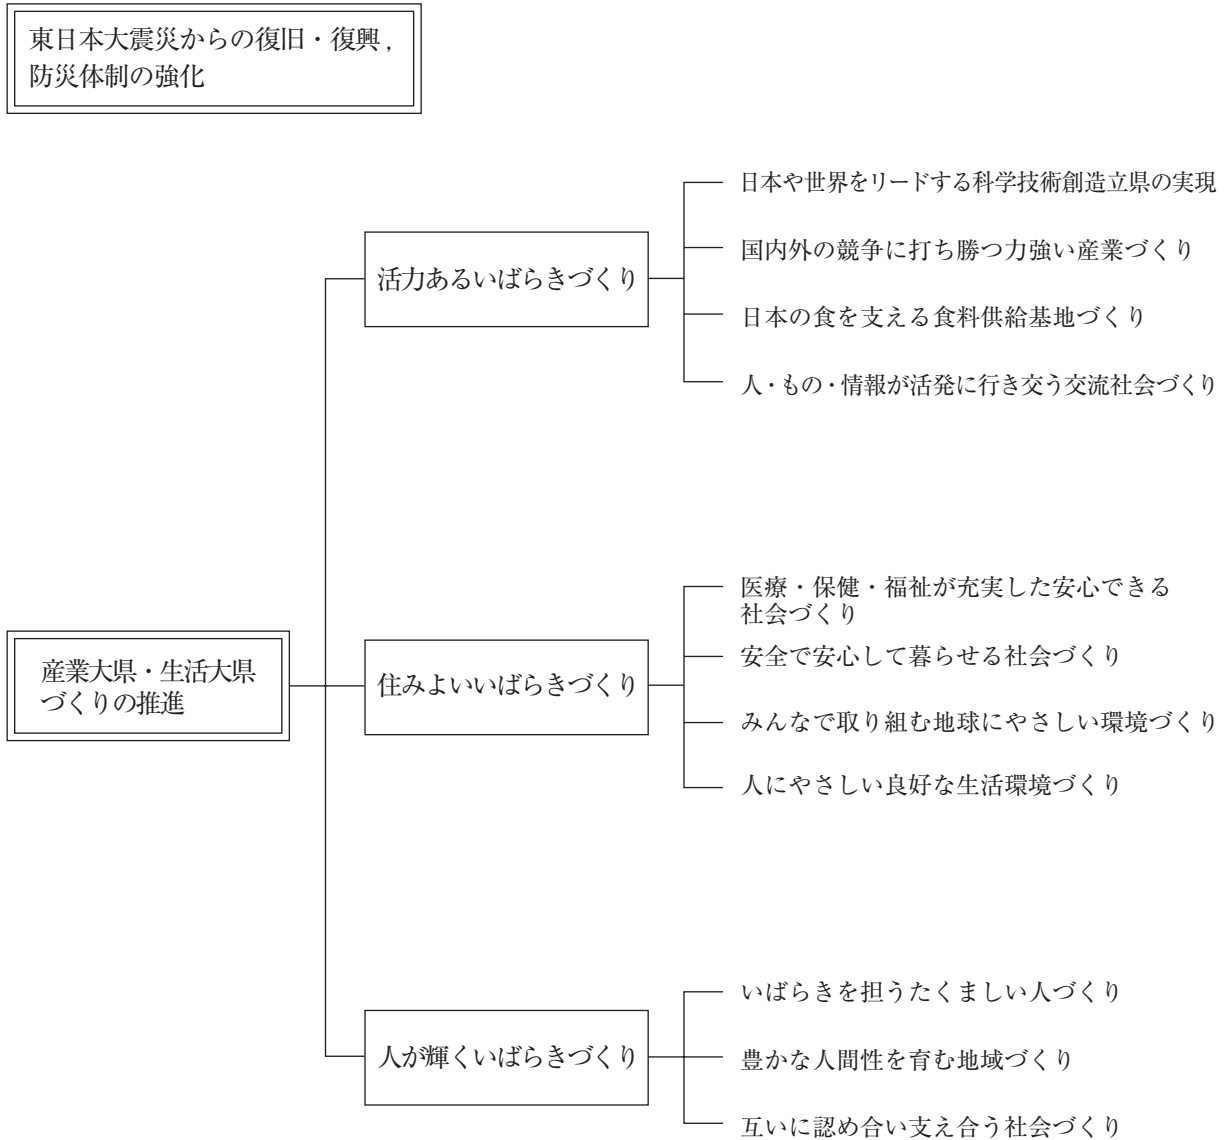 東日本大震災からの復旧・復興，
防災体制の強化
産業大県・生活大県
づくりの推進
活力あるいばらきづくり
日本や世界をリードする科学技術創造立県の実現
国内外の競争に打ち勝つ力強い産業づくり
日本の食を支える食料供給基地づくり
人・もの・情報が活発に行き交う交流社会づくり
住みよいいばらきづくり
医療・保健・福祉が充実した安心できる
社会づくり
安全で安心して暮らせる社会づくり
みんなで取り組む地球にやさしい環境づくり
人にやさしい良好な生活環境づくり
人が輝くいばらきづくり
いばらきを担うたくましい人づくり
豊かな人間性を育む地域づくり
互いに認め合い支え合う社会づくり